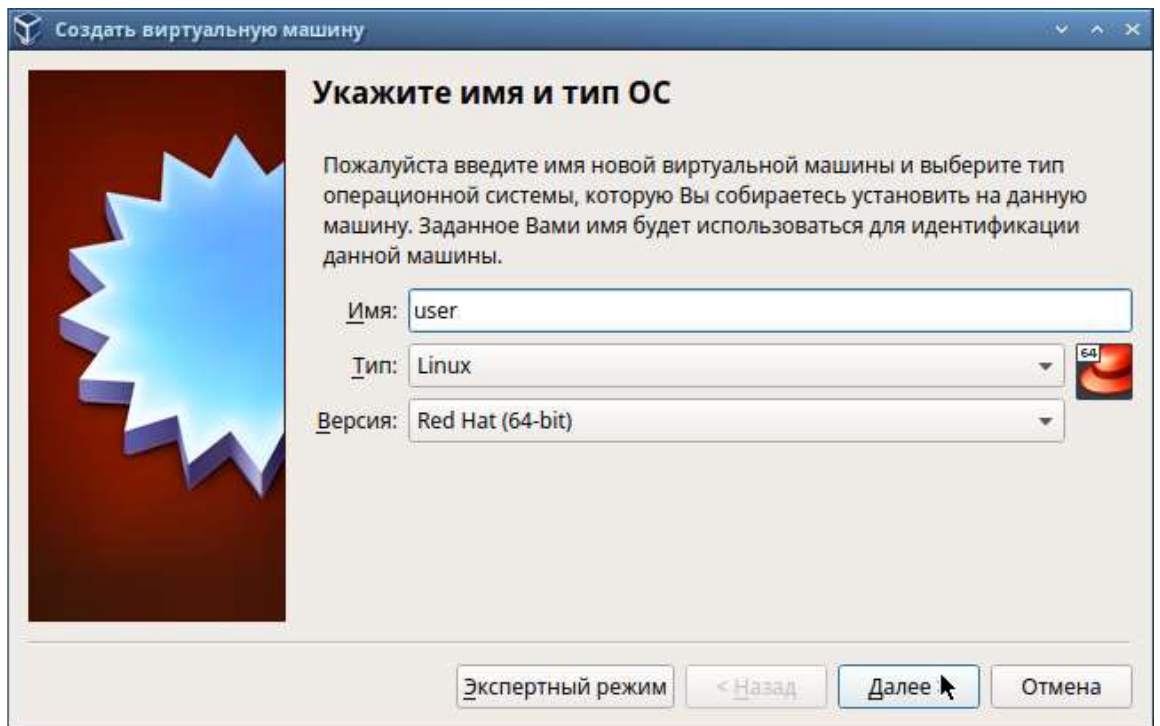 Создать виртуальную машину
Укажите имя и тип ОС
Пожалуйста введите имя новой виртуальной машины и выберите тип
операционной системы, которую Вы собираетесь установить на данную
машину. Заданное Вами имя будет использоваться для идентификации
данной машины.
Имя: user
Тип: Linux
64
Версия: Red Hat (64-bit)
Экспертный режим < Назад Далее > Отмена